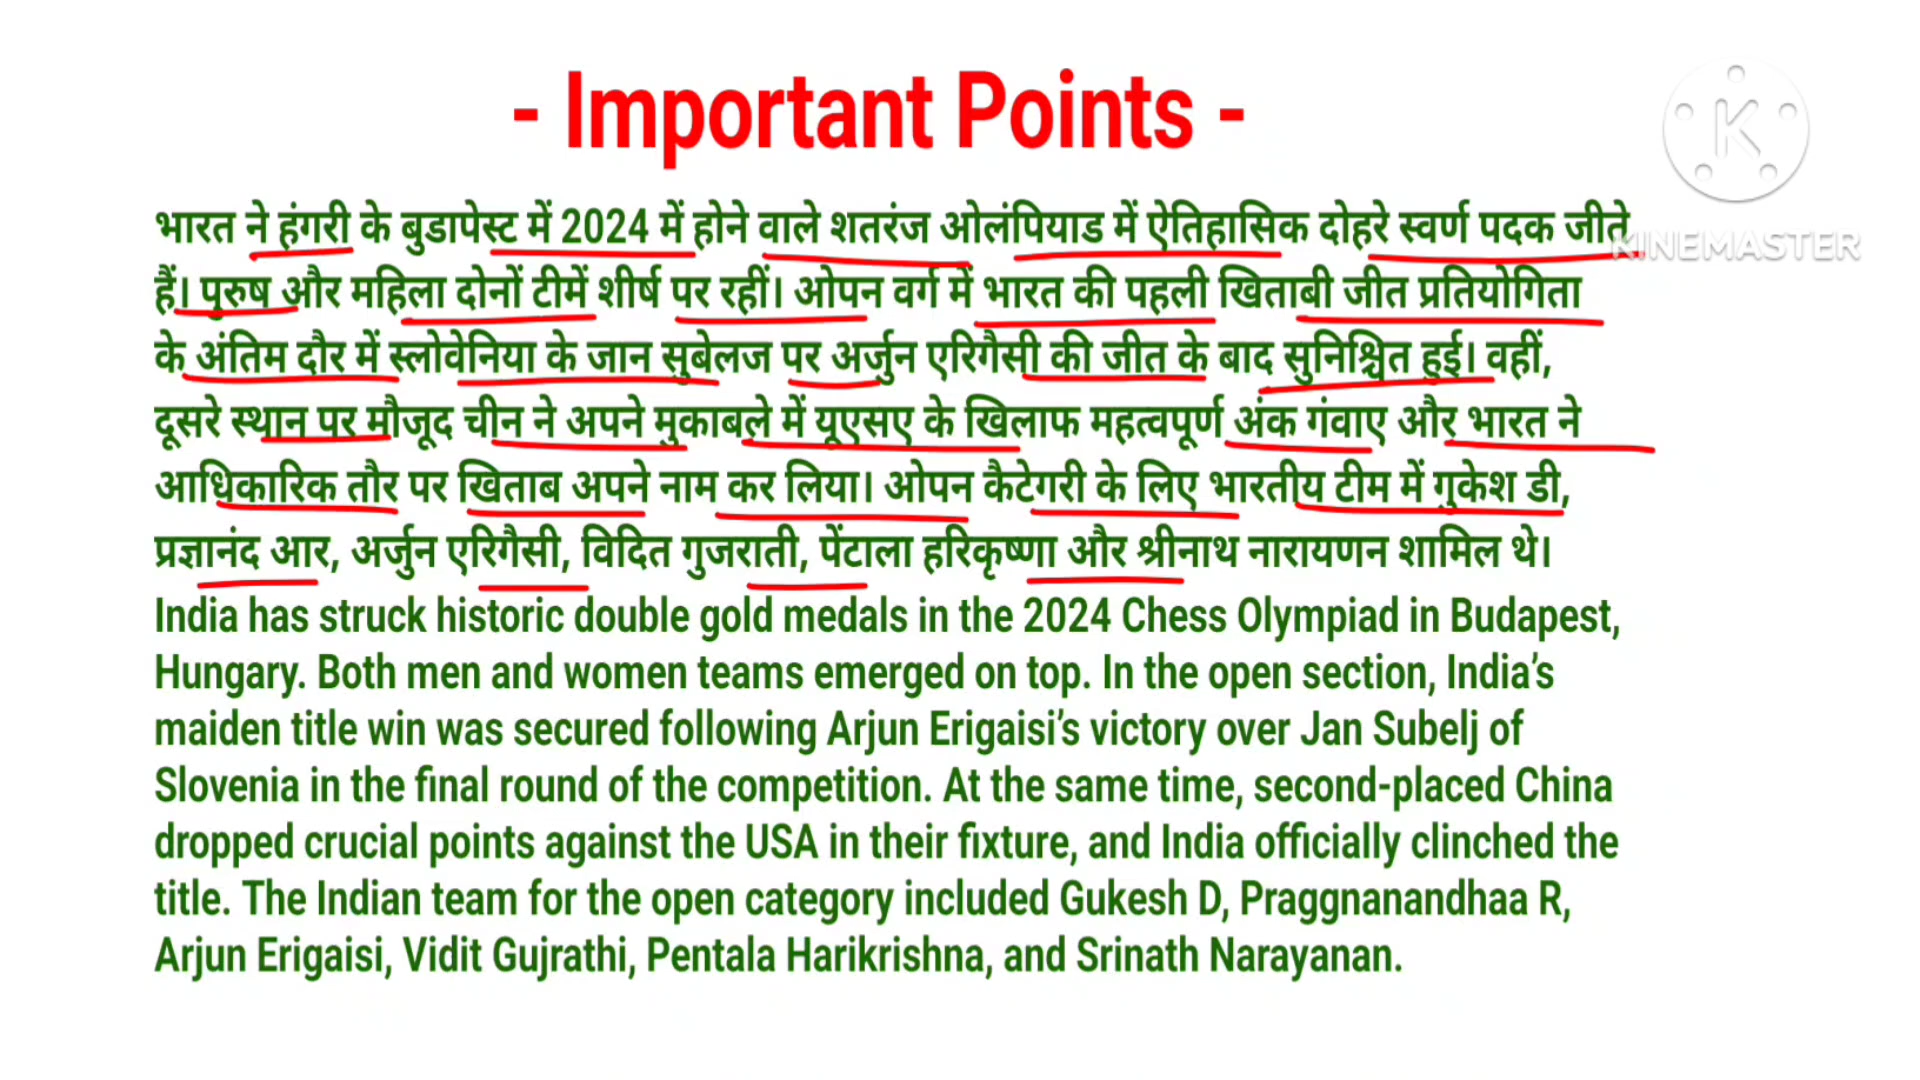 - Important Points -
K
KINEMASTER
भारत ने हंगरी के बुडापेस्ट में 2024 में होने वाले शतरंज ओलंपियाड में ऐतिहासिक दोहरे स्वर्ण पदक जीते
हैं। पुरुष और महिला दोनों टीमें शीर्ष पर रहीं। ओपन वर्ग में भारत की पहली खिताबी जीत प्रतियोगिता
के अंतिम दौर में स्लोवेनिया के जान सुबेलज पर अर्जुन एरिगैसी की जीत के बाद सुनिश्चित हुई। वहीं,
दूसरे स्थान पर मौजूद चीन ने अपने मुकाबले में यूएसए के खिलाफ महत्वपूर्ण अंक गंवाए और भारत ने
आधिकारिक तौर पर खिताब अपने नाम कर लिया। ओपन कैटेगरी के लिए भारतीय टीम में गुकेश डी,
प्रज्ञानंद आर, अर्जुन एरिगैसी, विदित गुजराती, पेंटाला हरिकृष्णा और श्रीनाथ नारायणन शामिल थे।
India has struck historic double gold medals in the 2024 Chess Olympiad in Budapest,
Hungary. Both men and women teams emerged on top. In the open section, India’s
maiden title win was secured following Arjun Erigaisi’s victory over Jan Subelj of
Slovenia in the final round of the competition. At the same time, second-placed China
dropped crucial points against the USA in their fixture, and India officially clinched the
title. The Indian team for the open category included Gukesh D, Praggnanandhaa R,
Arjun Erigaisi, Vidit Gujrathi, Pentala Harikrishna, and Srinath Narayanan.